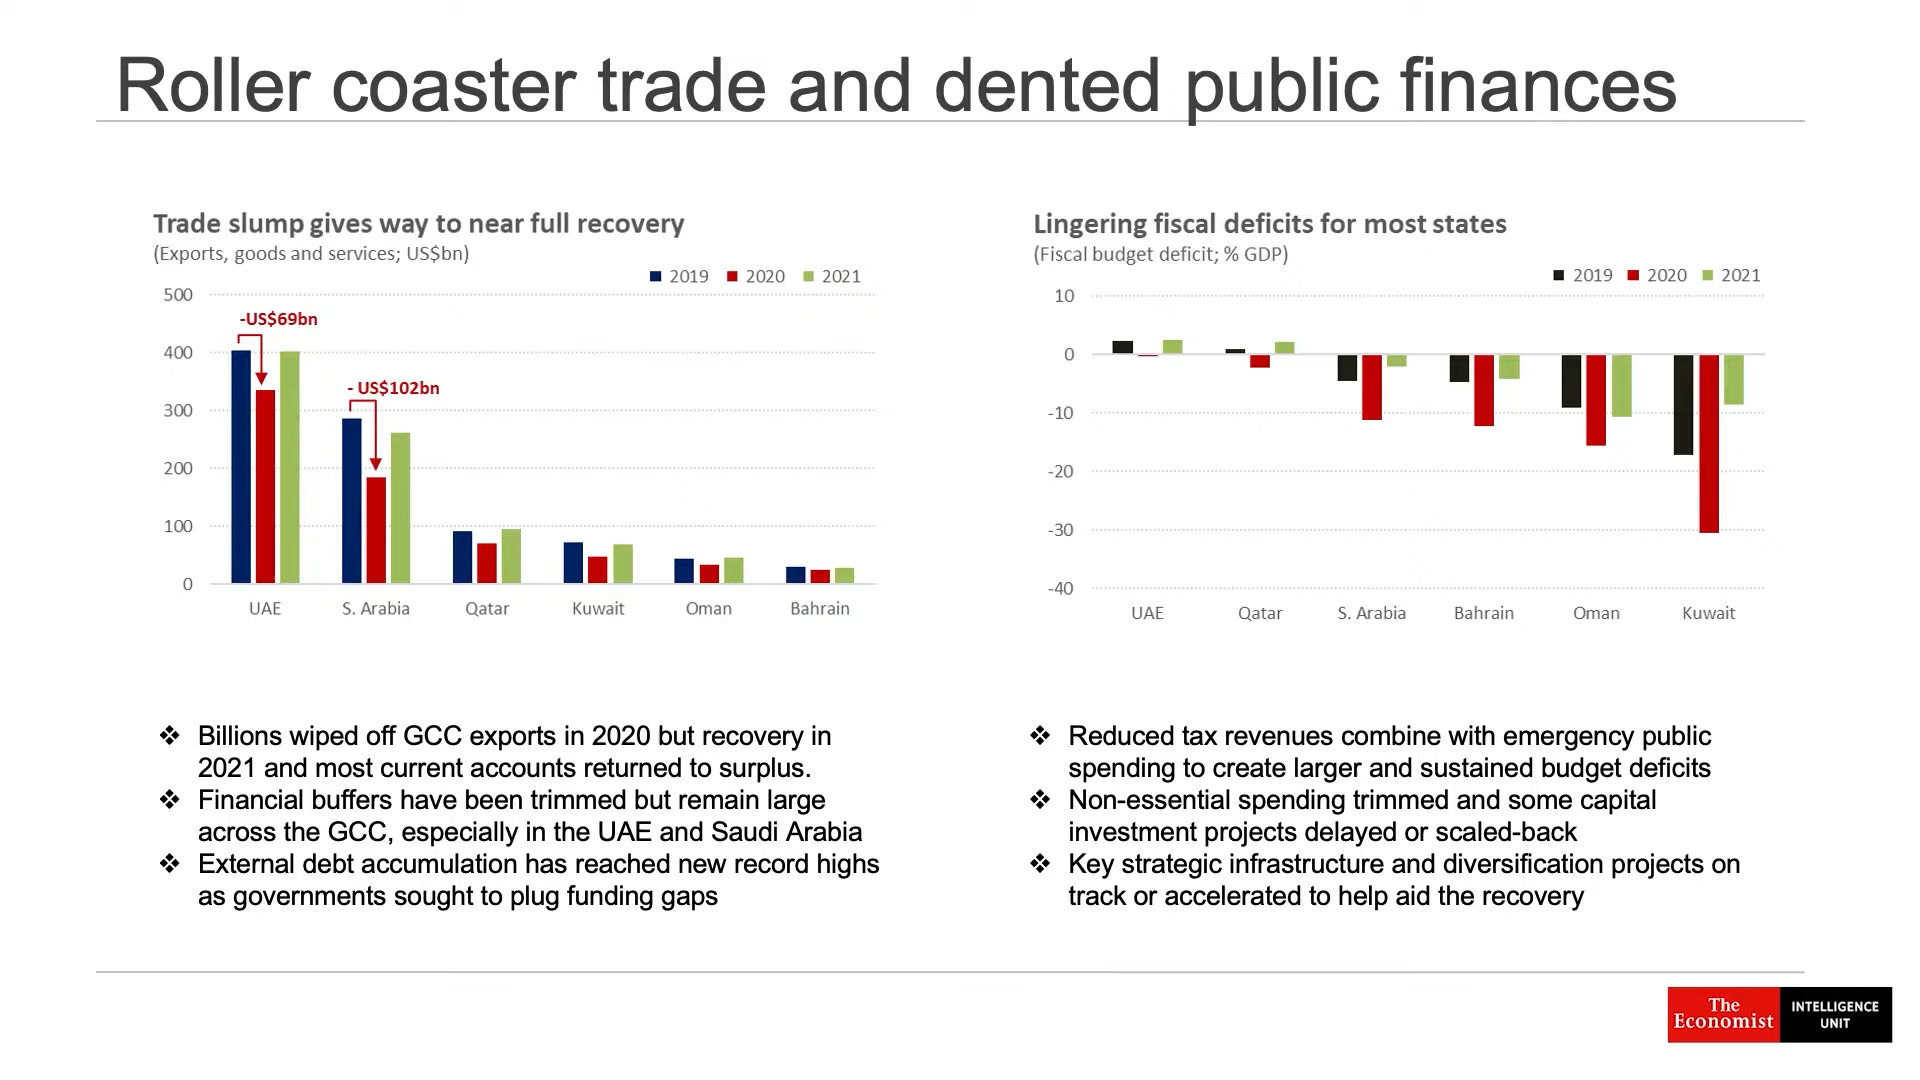 Roller coaster trade and dented public finances
Trade slump gives way to near full recovery
(Exports, goods and services; US$bn)
2019 2020 2021
500
400
300
200
100
0
-US$69bn
- US$102bn
UAE S. Arabia Qatar Kuwait Oman Bahrain
Lingering fiscal deficits for most states
(Fiscal budget deficit; % GDP)
2019 2020 2021
10
0
-10
-20
-30
-40
UAE Qatar S. Arabia Bahrain Oman Kuwait
❖ Billions wiped off GCC exports in 2020 but recovery in
2021 and most current accounts returned to surplus.
❖ Financial buffers have been trimmed but remain large
across the GCC, especially in the UAE and Saudi Arabia
❖ External debt accumulation has reached new record highs
as governments sought to plug funding gaps
❖ Reduced tax revenues combine with emergency public
spending to create larger and sustained budget deficits
❖ Non-essential spending trimmed and some capital
investment projects delayed or scaled-back
❖ Key strategic infrastructure and diversification projects on
track or accelerated to help aid the recovery
The
Economist
INTELLIGENCE
UNIT